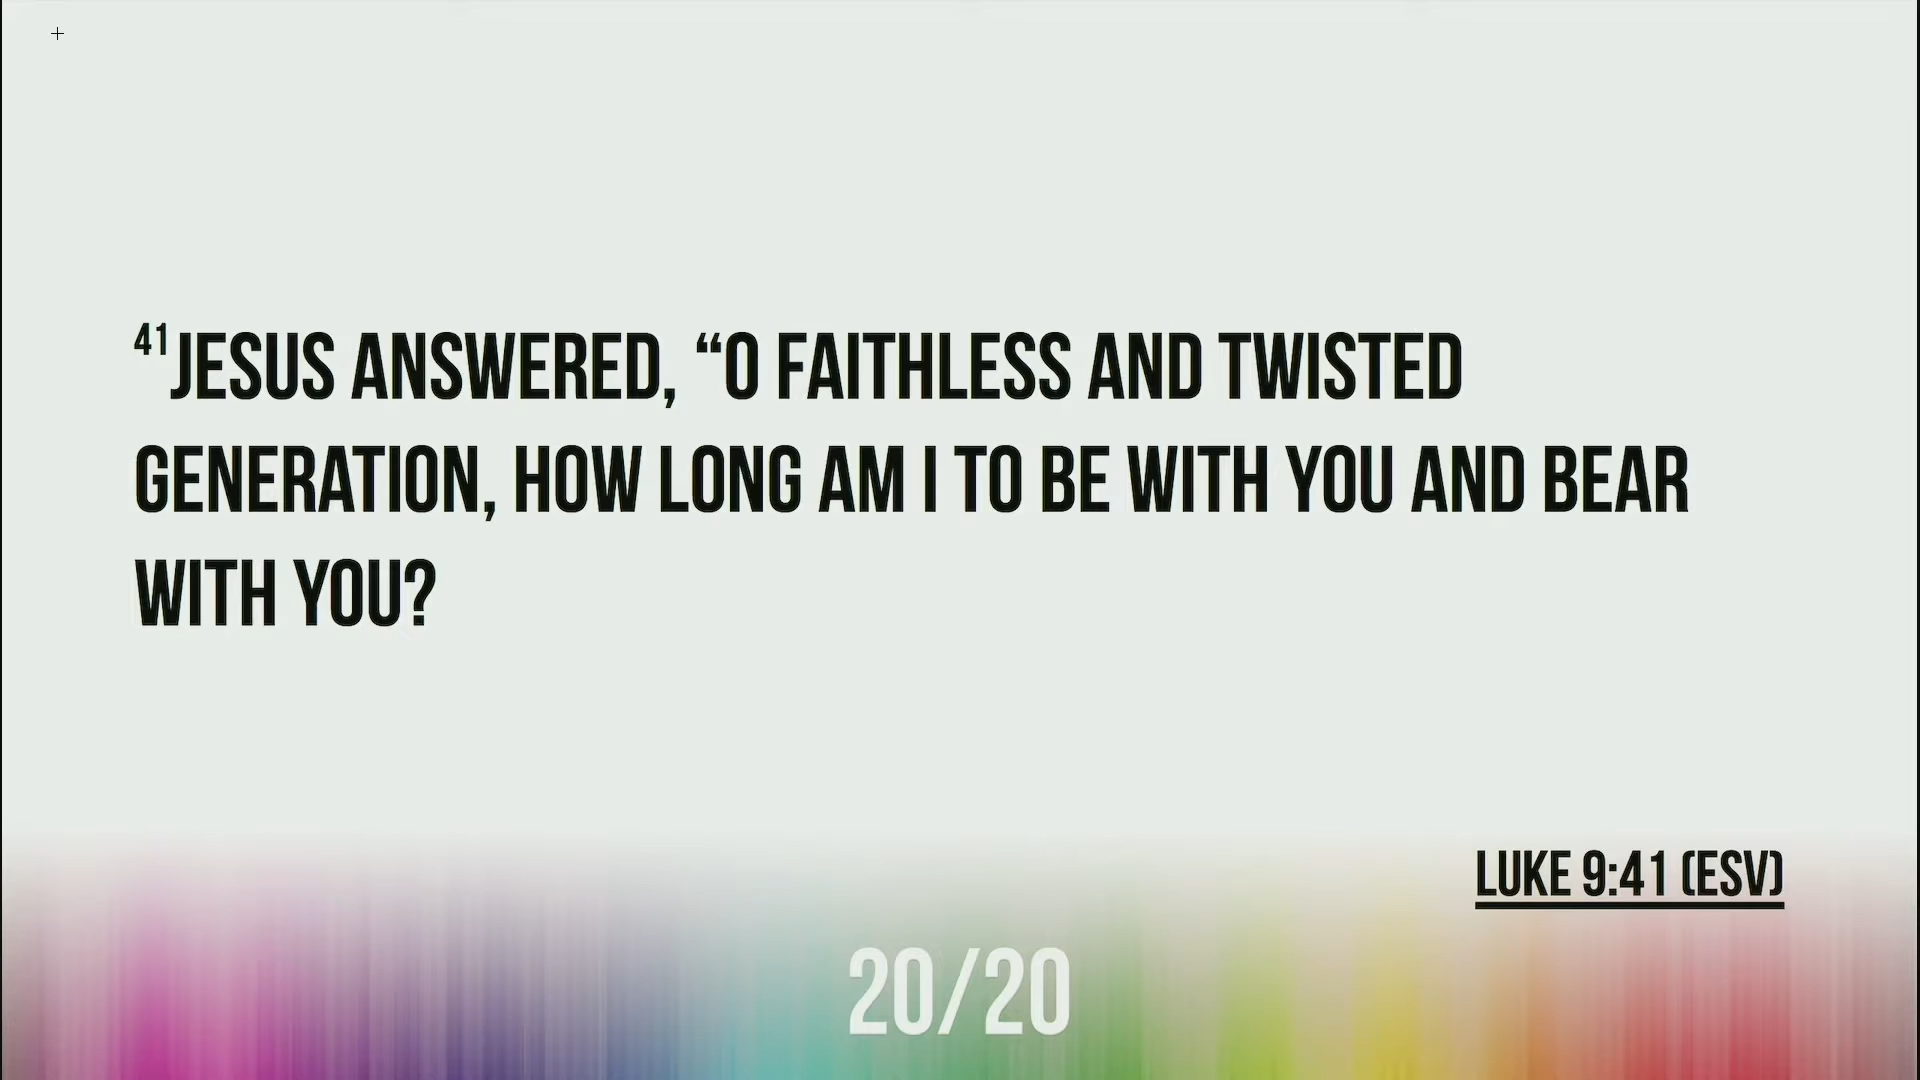 41JESUS ANSWERED, “O FAITHLESS AND TWISTED
GENERATION, HOW LONG AM I TO BE WITH YOU AND BEAR
WITH YOU?
LUKE 9:41 (ESV)
20/20